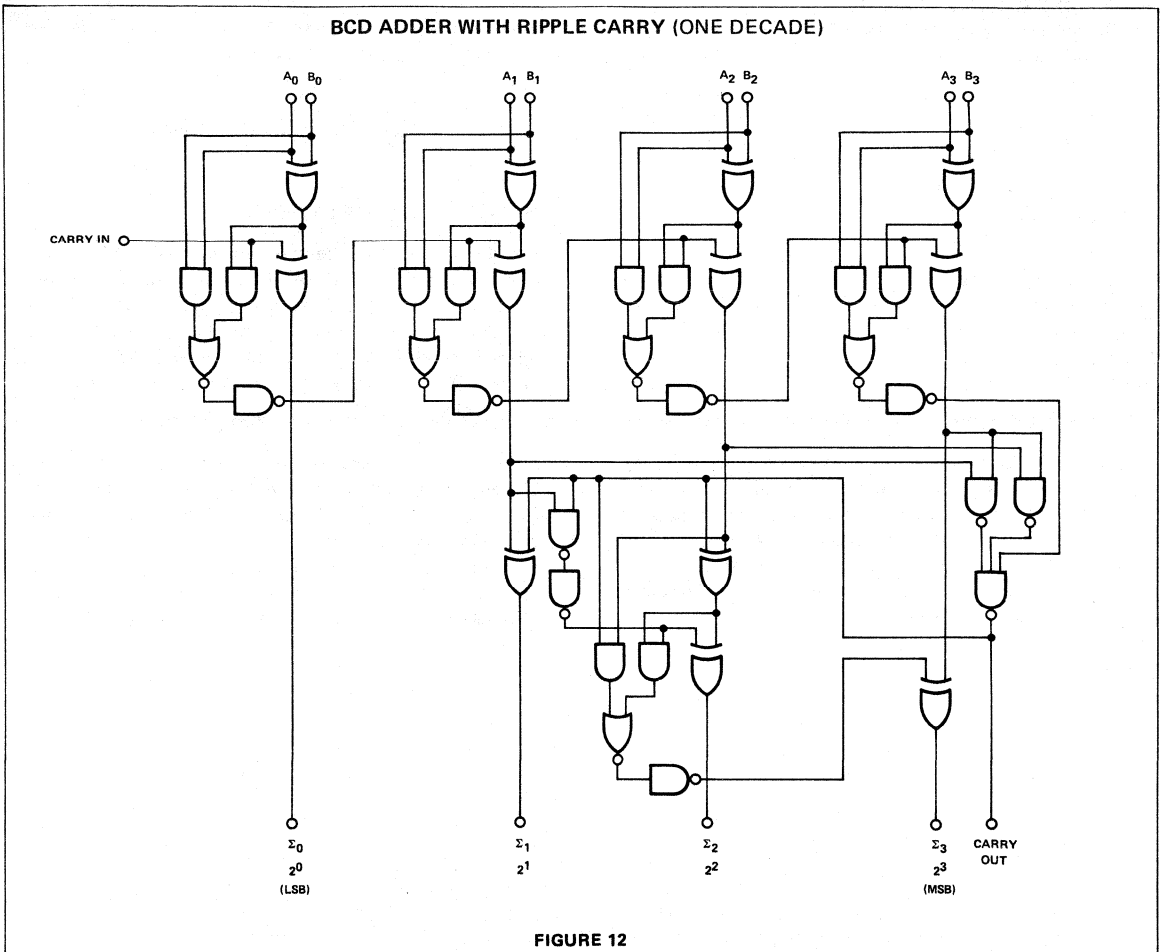 BCD ADDER WITH RIPPLE CARRY (ONE DECADE)
A0 B0 A1 B1 A2 B2 A3 B3
CARRY IN
Σ0 Σ1 Σ2 Σ3 CARRY OUT
2⁰ 2¹ 2² 2³
(LSB) (MSB)
FIGURE 12